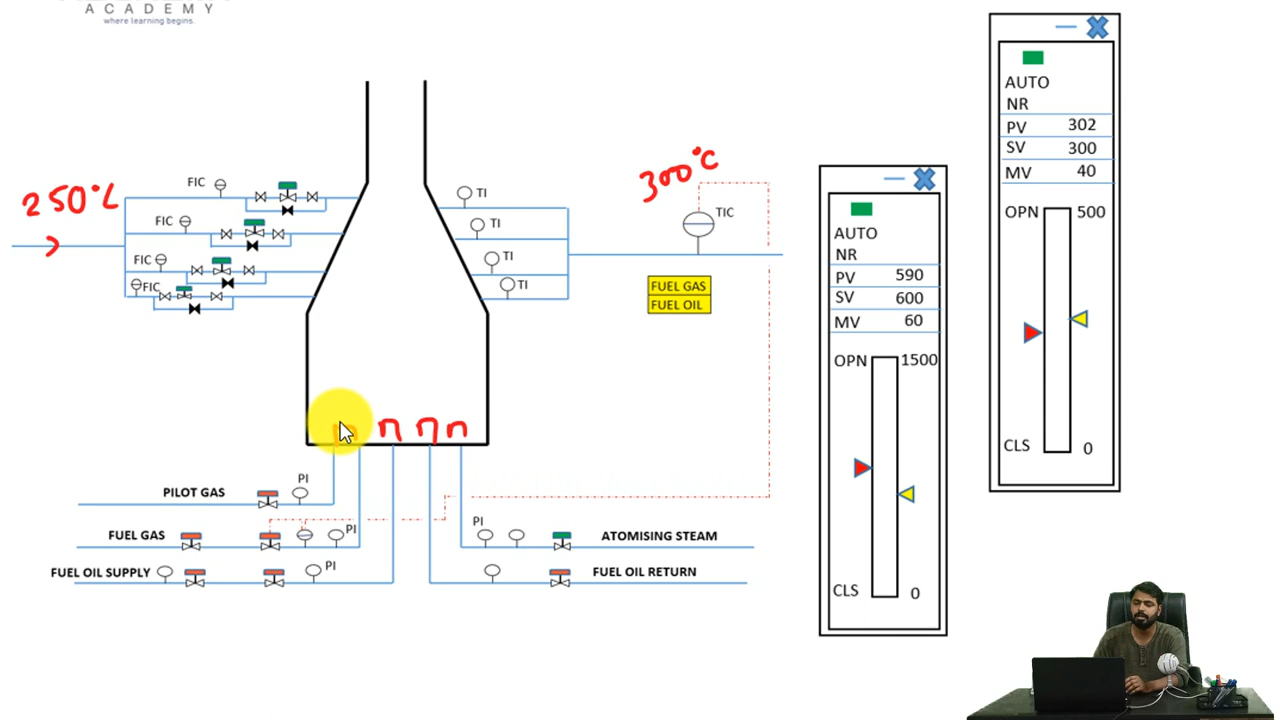 ACADEMY
where learning begins.
250°C
FIC
FIC
FIC
FIC
TI
TI
TI
TI
300°C
TIC
FUEL GAS
FUEL OIL
PILOT GAS
PI
FUEL GAS
PI
FUEL OIL SUPPLY
PI
PI
ATOMISING STEAM
FUEL OIL RETURN
AUTO
NR
PV 590
SV 600
MV 60
OPN 1500
CLS 0
AUTO
NR
PV 302
SV 300
MV 40
OPN 500
CLS 0